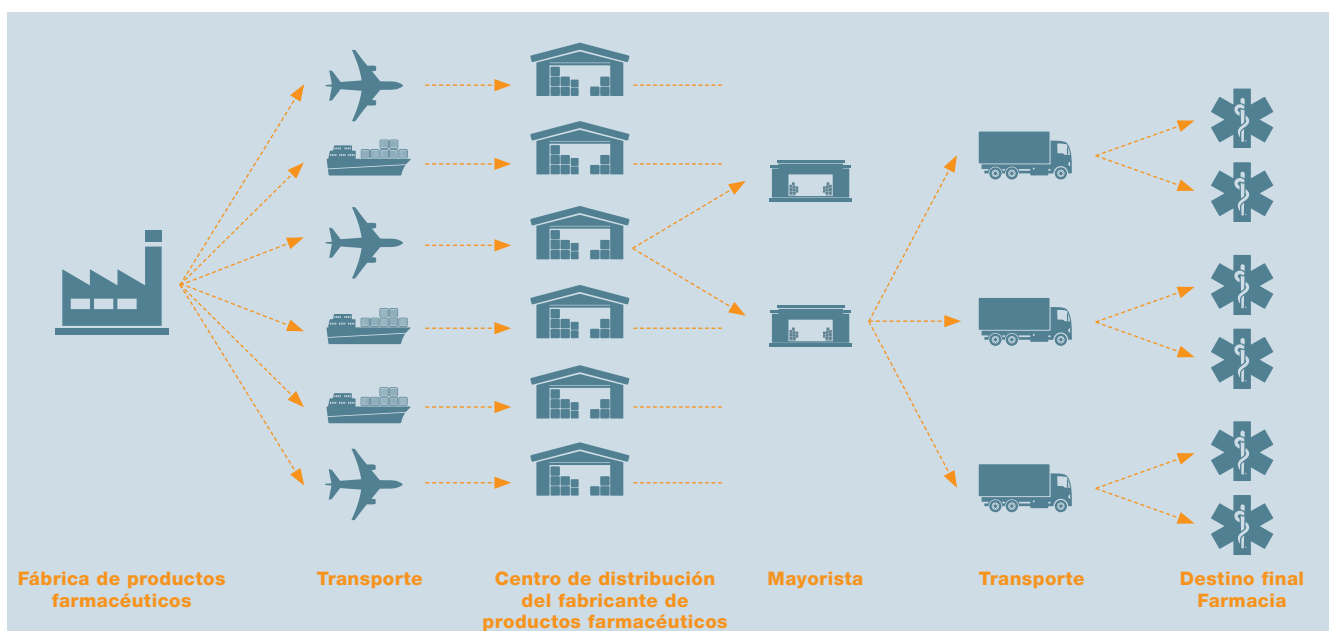 Fábrica de productos
farmacéuticos
Transporte
Centro de distribución
del fabricante de
productos farmacéuticos
Mayorista
Transporte
Destino final
Farmacia